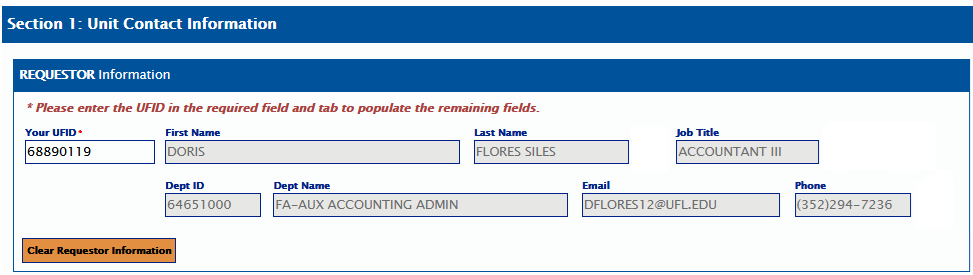 Section 1: Unit Contact Information
REQUESTOR Information
* Please enter the UFID in the required field and tab to populate the remaining fields.
Your UFID * First Name Last Name Job Title
68890119 DORIS FLORES SILES ACCOUNTANT III
Dept ID Dept Name Email Phone
64651000 FA-AUX ACCOUNTING ADMIN DFLORES12@UFL.EDU (352)294-7236
Clear Requestor Information